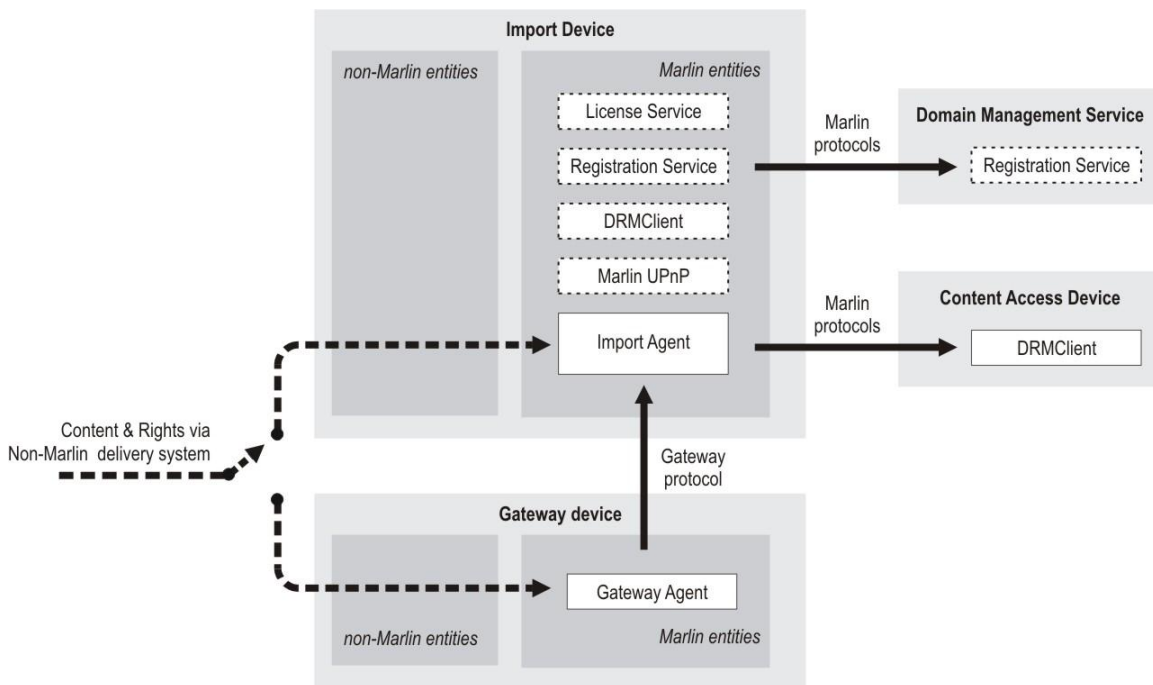 Import Device
non-Marlin entities
Marlin entities
License Service
Registration Service
DRMClient
Marlin UPnP
Import Agent
Marlin
protocols
Domain Management Service
Registration Service
Marlin
protocols
Content Access Device
DRMClient
Content & Rights via
Non-Marlin delivery system
Gateway
protocol
Gateway device
Gateway Agent
non-Marlin entities
Marlin entities